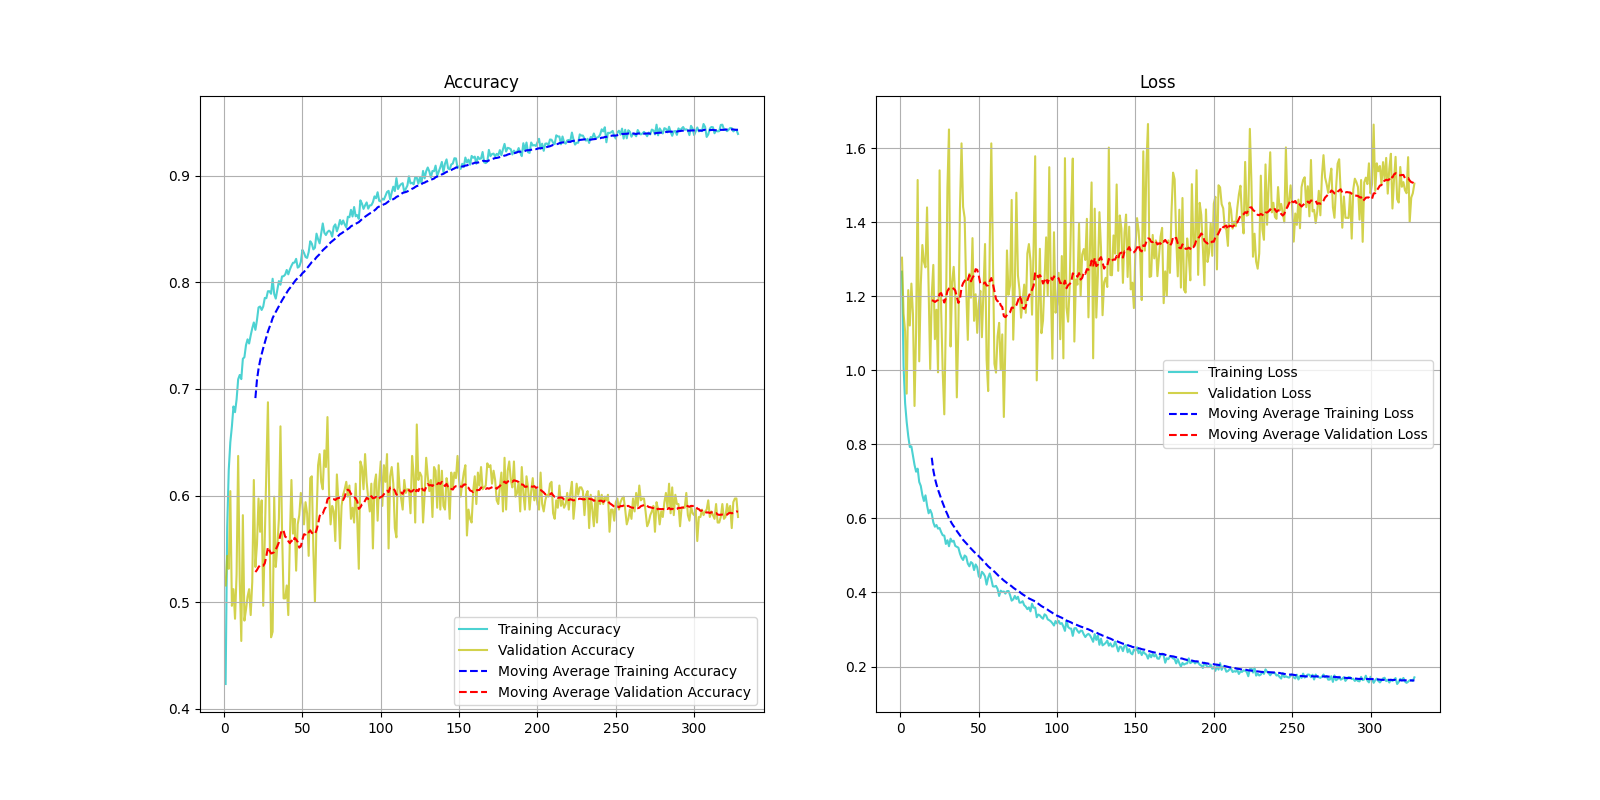 Accuracy
0.9
0.8
0.7
0.6
0.5
0.4
0
50
100
150
200
250
300
Training Accuracy
Validation Accuracy
Moving Average Training Accuracy
Moving Average Validation Accuracy
Loss
1.6
1.4
1.2
1.0
0.8
0.6
0.4
0.2
0
50
100
150
200
250
300
Training Loss
Validation Loss
Moving Average Training Loss
Moving Average Validation Loss